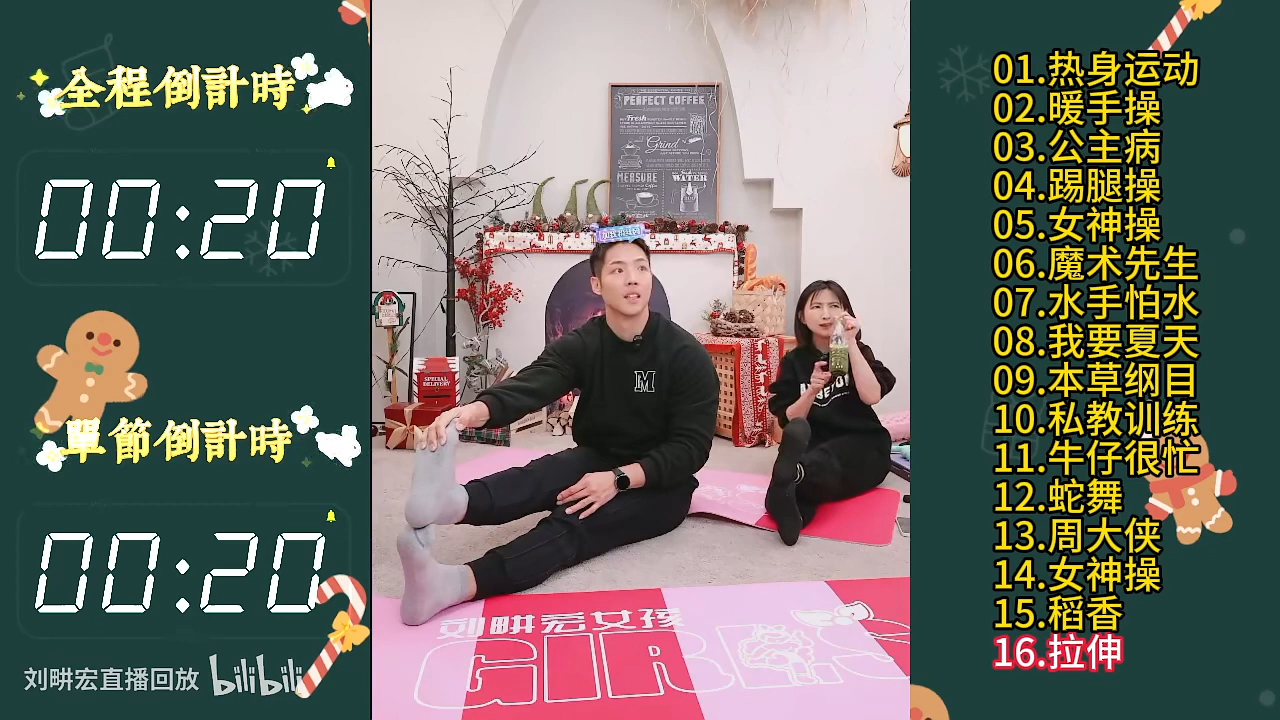 全程倒計時
00:20
單節倒計時
00:20
刘畊宏直播回放 bilibili
PERFECT COFFEE
Fresh
Grind
MEASURE
WATER
SPECIAL
DELIVERY
M
刘畊宏女孩
GIRLS
01.热身运动
02.暖手操
03.公主病
04.踢腿操
05.女神操
06.魔术先生
07.水手怕水
08.我要夏天
09.本草纲目
10.私教训练
11.牛仔很忙
12.蛇舞
13.周大侠
14.女神操
15.稻香
16.拉伸